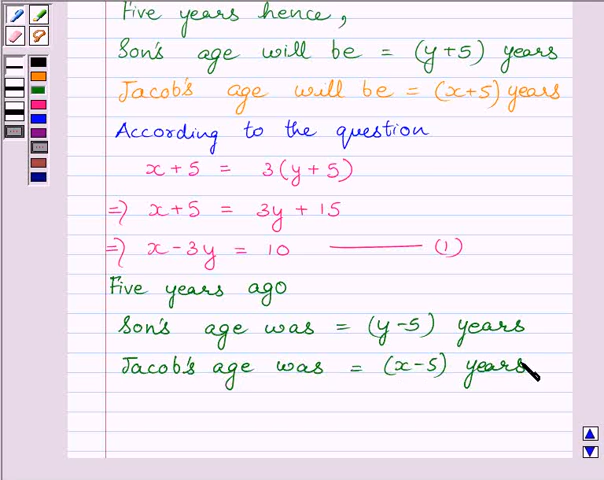 Five years hence,
Son's age will be = (y+5) years
Jacob's age will be = (x+5) years
According to the question
x+5 = 3(y+5)
=) x+5 = 3y + 15
=) x-3y = 10 ——— (1)
Five years ago
Son's age was = (y-5) years
Jacob's age was = (x-5) years